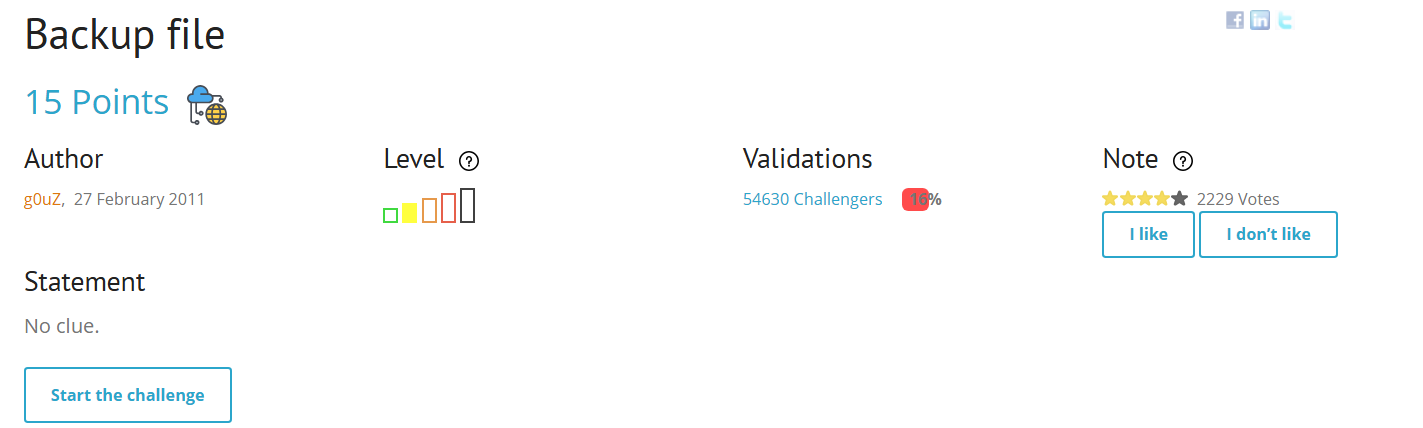 Backup file
15 Points
Author
g0uZ, 27 February 2011
Level ?
Validations
54630 Challengers 16%
Note ?
2229 Votes
I like I don't like
Statement
No clue.
Start the challenge